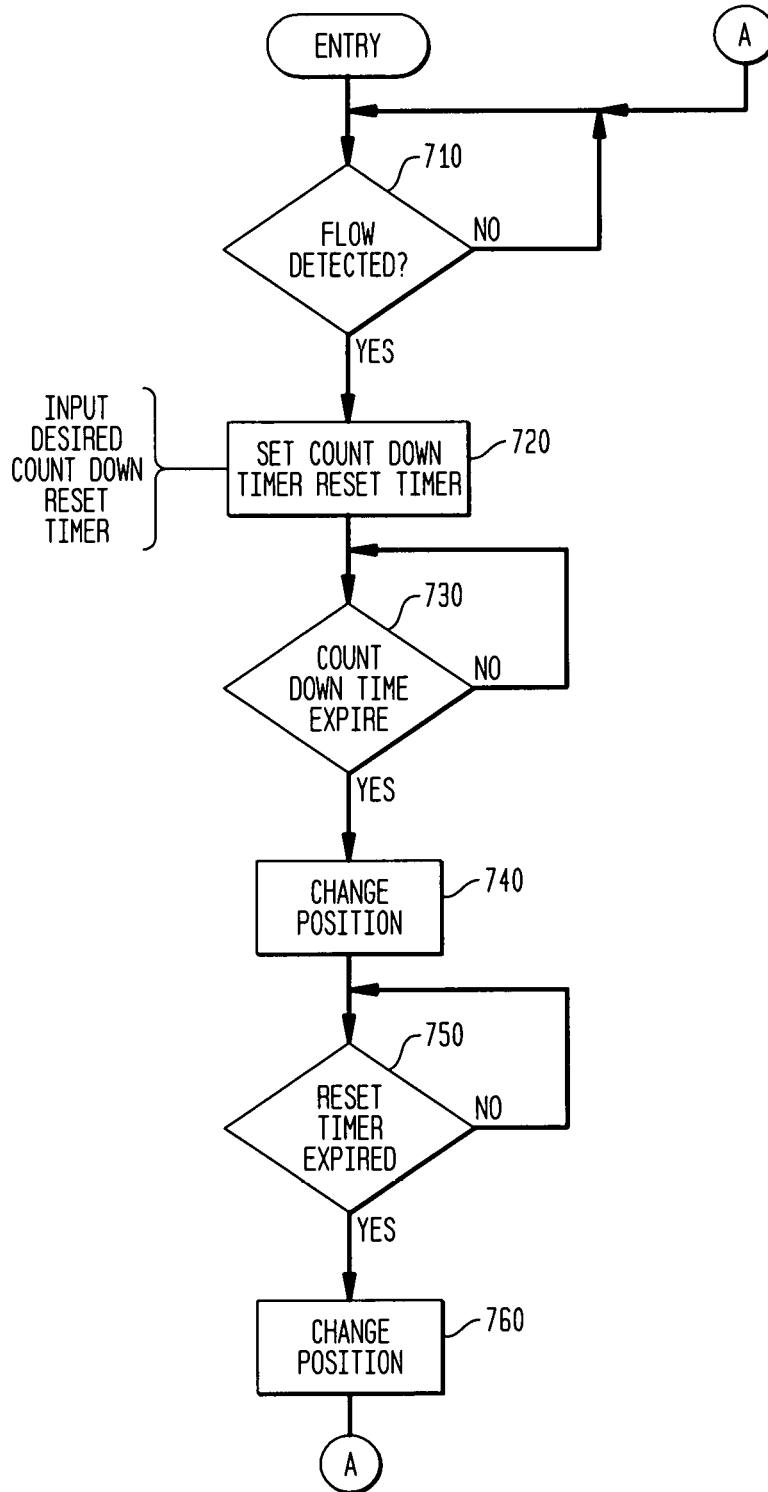 ENTRY
A
710
FLOW
DETECTED?
NO
YES
INPUT
DESIRED
COUNT DOWN
RESET
TIMER
SET COUNT DOWN
TIMER RESET TIMER
720
730
COUNT
DOWN TIME
EXPIRE
NO
YES
CHANGE
POSITION
740
750
RESET
TIMER
EXPIRED
NO
YES
CHANGE
POSITION
760
A